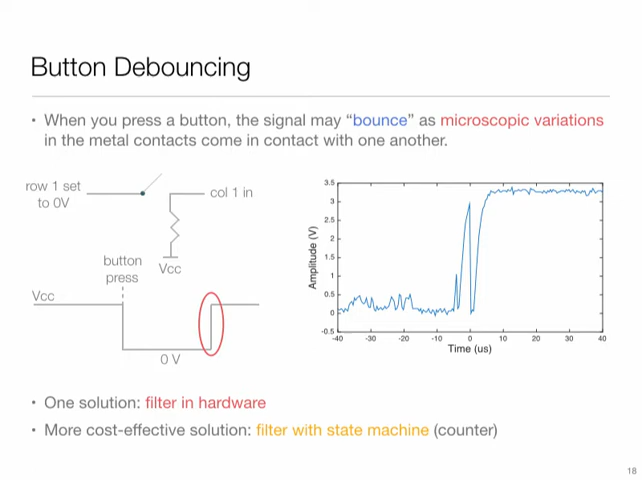 Button Debouncing
• When you press a button, the signal may “bounce” as microscopic variations
in the metal contacts come in contact with one another.
row 1 set
to 0V
col 1 in
Vcc
button
press
Vcc
0 V
3.5
3
2.5
2
1.5
1
0.5
0
-0.5
Amplitude (V)
-40 -30 -20 -10 0 10 20 30 40
Time (us)
• One solution: filter in hardware
• More cost-effective solution: filter with state machine (counter)
18